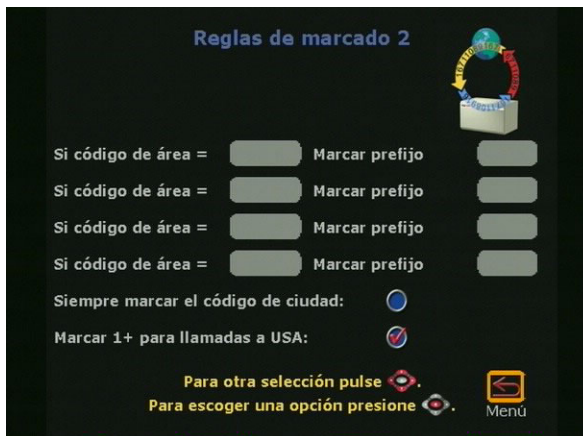 Reglas de marcado 2
Si código de área = Marcar prefijo
Si código de área = Marcar prefijo
Si código de área = Marcar prefijo
Si código de área = Marcar prefijo
Siempre marcar el código de ciudad:
Marcar 1+ para llamadas a USA:
Para otra selección pulse .
Para escoger una opción presione .
Menú